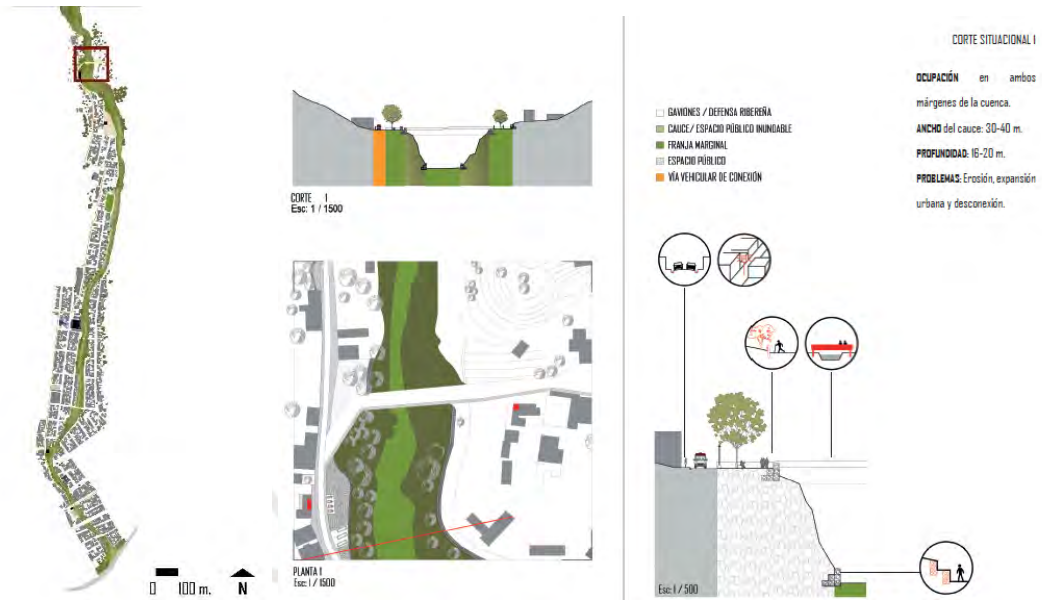 0 100 m. N
CORTE 1
Esc: 1 / 1500
PLANTA 1
Esc: 1 / 1500
GAVIONES / DEFENSA RIBEREÑA
CAUCE/ ESPACIO PÚBLICO INUNDABLE
FRANJA MARGINAL
ESPACIO PÚBLICO
VÍA VEHICULAR DE CONEXIÓN
Esc: 1 / 500
CORTE SITUACIONAL I
OCUPACIÓN en ambos
márgenes de la cuenca.
ANCHO del cauce: 30-40 m.
PROFUNDIDAD: 16-20 m.
PROBLEMAS: Erosión, expansión
urbana y desconexión.